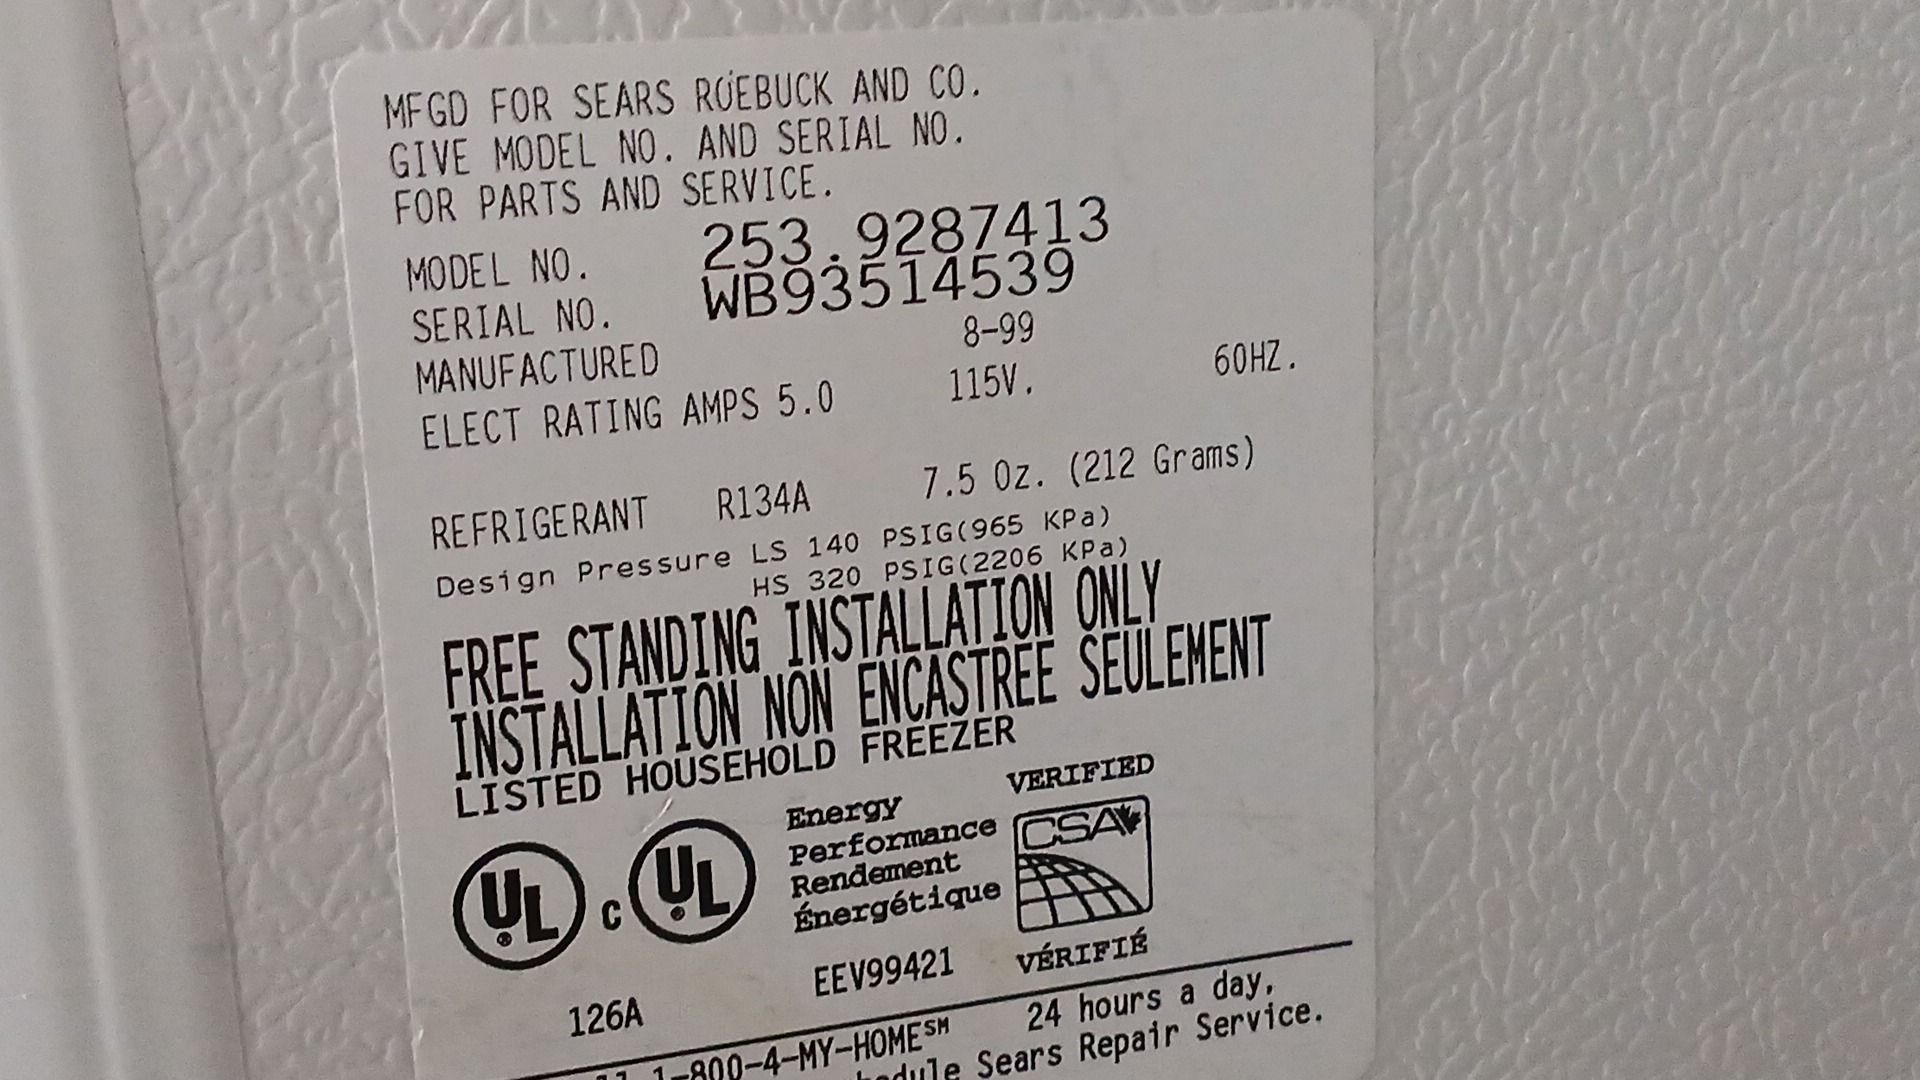 MFGD FOR SEARS ROEBUCK AND CO.
GIVE MODEL NO. AND SERIAL NO.
FOR PARTS AND SERVICE.
MODEL NO. 253.9287413
SERIAL NO. WB93514539
MANUFACTURED 8-99
ELECT RATING AMPS 5.0 115V. 60HZ.
REFRIGERANT R134A 7.5 Oz. (212 Grams)
Design Pressure LS 140 PSIG(965 KPa)
HS 320 PSIG(2206 KPa)
FREE STANDING INSTALLATION ONLY
INSTALLATION NON ENCASTREE SEULEMENT
LISTED HOUSEHOLD FREEZER
UL ® c UL ®
Energy
Performance
Rendement
Énergétique
VERIFIED
CSA
VÉRIFIÉ
126A EEV99421
1-800-4-MY-HOME℠ 24 hours a day,
Sears Repair Service.